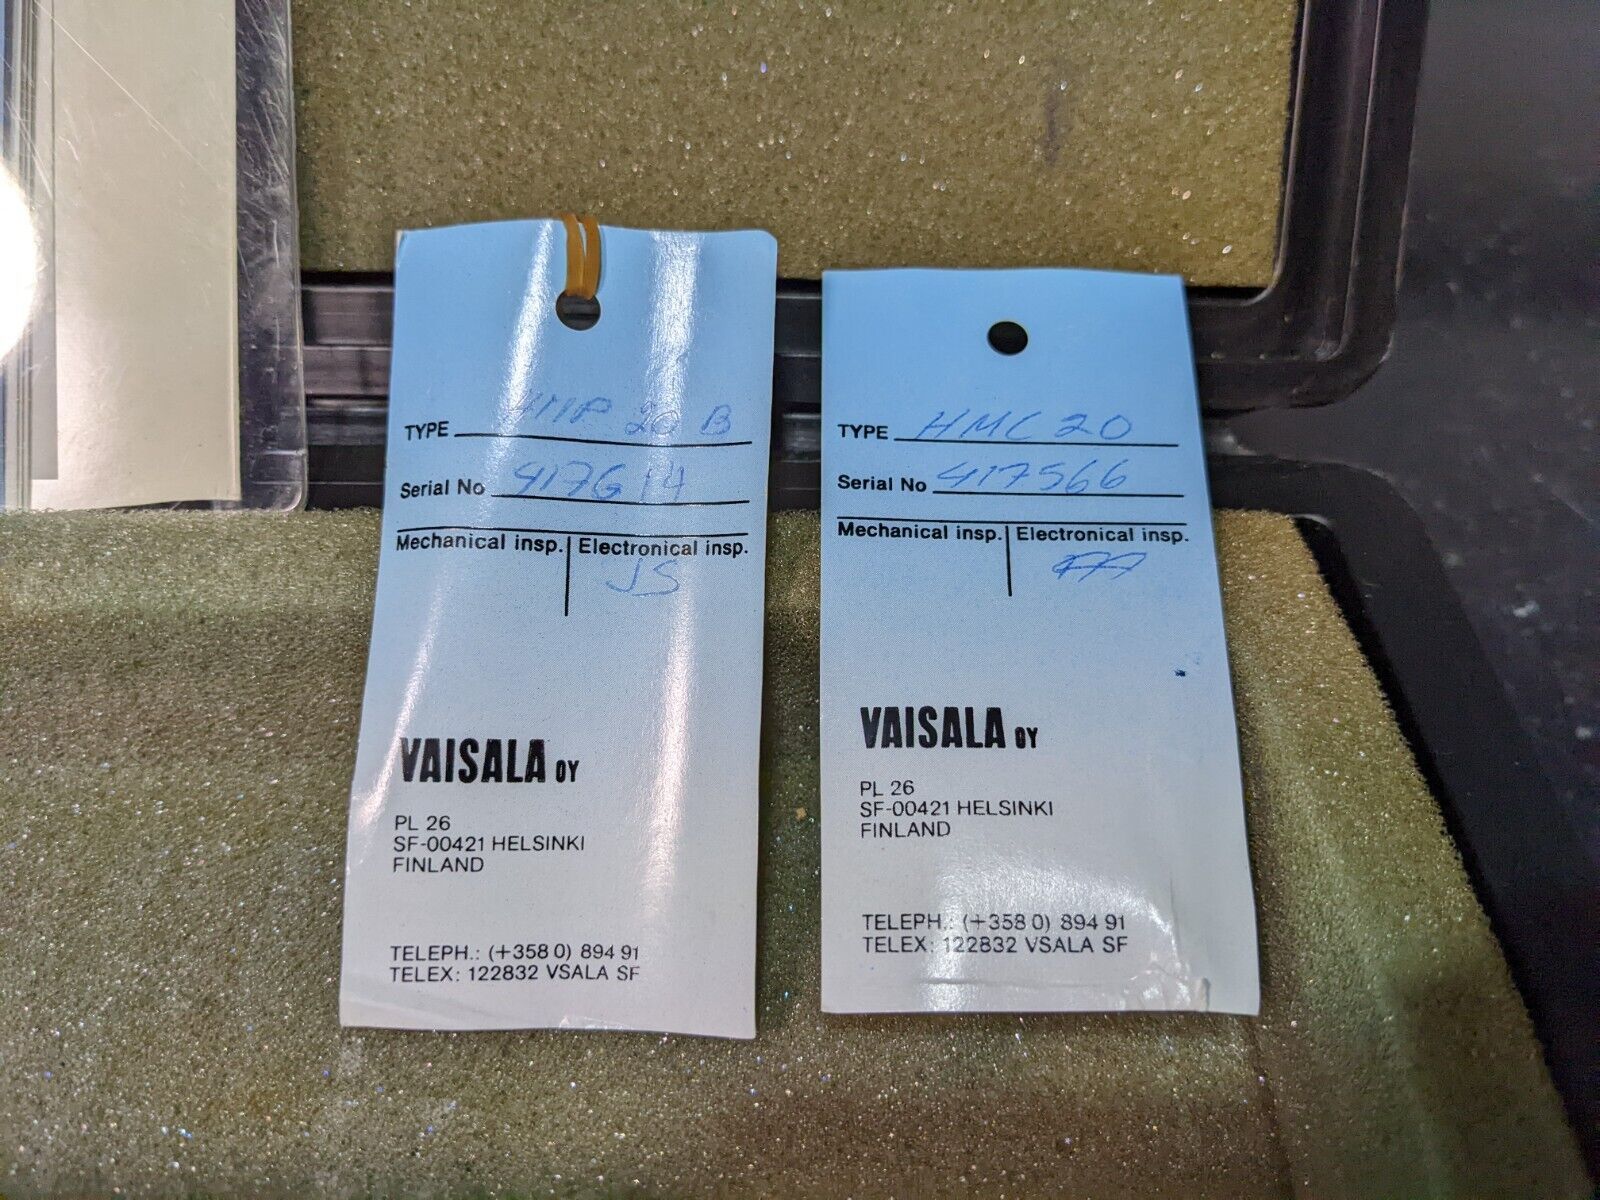 TYPE HMP 20 B
Serial No 417614
Mechanical insp. Electronical insp.
JS
VAISALA OY
PL 26
SF-00421 HELSINKI
FINLAND
TELEPH.: (+358 0) 894 91
TELEX: 122832 VSALA SF
TYPE HMC 20
Serial No 417566
Mechanical insp. Electronical insp.
VAISALA OY
PL 26
SF-00421 HELSINKI
FINLAND
TELEPH.: (+358 0) 894 91
TELEX: 122832 VSALA SF